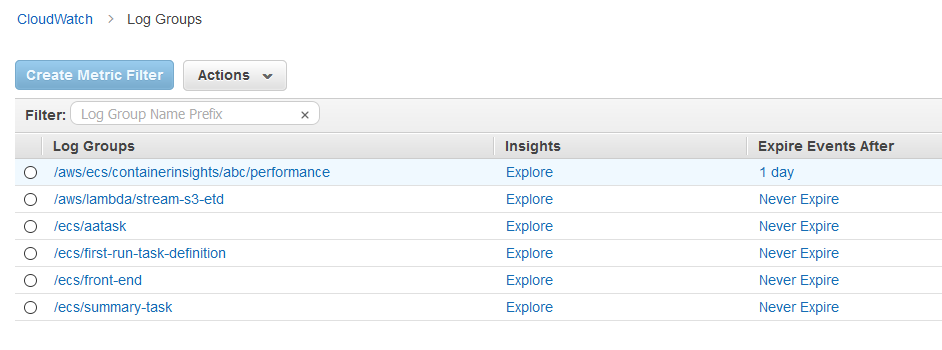 CloudWatch > Log Groups
Create Metric Filter Actions
Filter: Log Group Name Prefix ×
Log Groups Insights Expire Events After
/aws/ecs/containerinsights/abc/performance Explore 1 day
/aws/lambda/stream-s3-etd Explore Never Expire
/ecs/aatask Explore Never Expire
/ecs/first-run-task-definition Explore Never Expire
/ecs/front-end Explore Never Expire
/ecs/summary-task Explore Never Expire